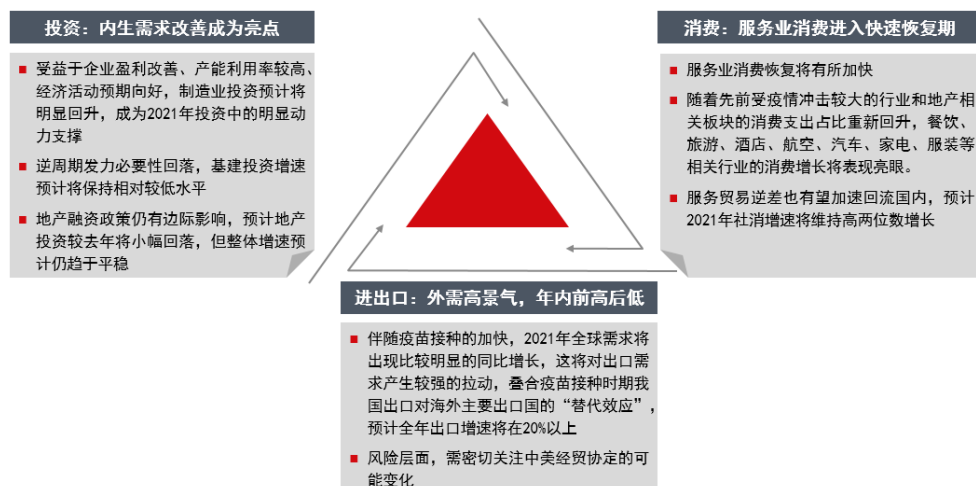 投资：内生需求改善成为亮点
受益于企业盈利改善、产能利用率较高、
经济活动预期向好，制造业投资预计将
明显回升，成为2021年投资中的明显动
力支撑
逆周期发力必要性回落，基建投资增速
预计将保持相对较低水平
地产融资政策仍有边际影响，预计地产
投资较去年将小幅回落，但整体增速预
计仍趋于平稳
消费：服务业消费进入快速恢复期
服务业消费恢复将有所加快
随着先前受疫情冲击较大的行业和地产相
关板块的消费支出占比重新回升，餐饮、
旅游、酒店、航空、汽车、家电、服装等
相关行业的消费增长将表现亮眼。
服务贸易逆差也有望加速回流国内，预计
2021年社消增速将维持高两位数增长
进出口：外需高景气，年内前高后低
伴随疫苗接种的加快，2021年全球需求将
出现比较明显的同比增长，这将对出口需
求产生较强的拉动，叠合疫苗接种时期我
国出口对海外主要出口国的“替代效应”，
预计全年出口增速将在20%以上
风险层面，需密切关注中美经贸协定的可
能变化